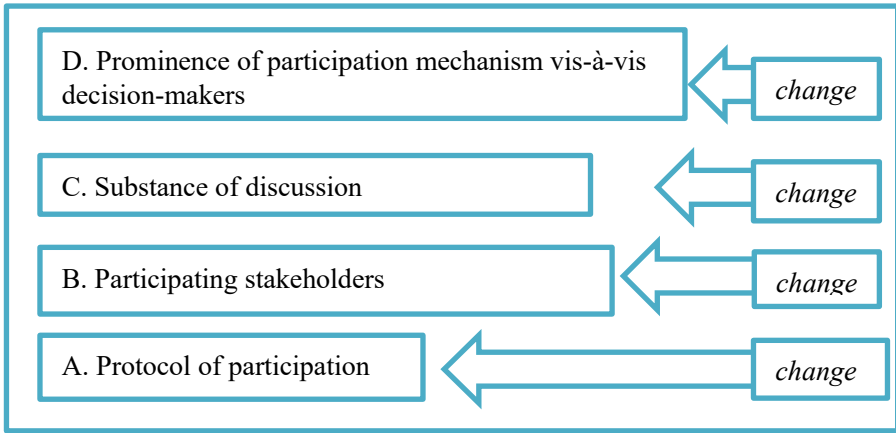 D. Prominence of participation mechanism vis-à-vis
decision-makers
change
C. Substance of discussion
change
B. Participating stakeholders
change
A. Protocol of participation
change